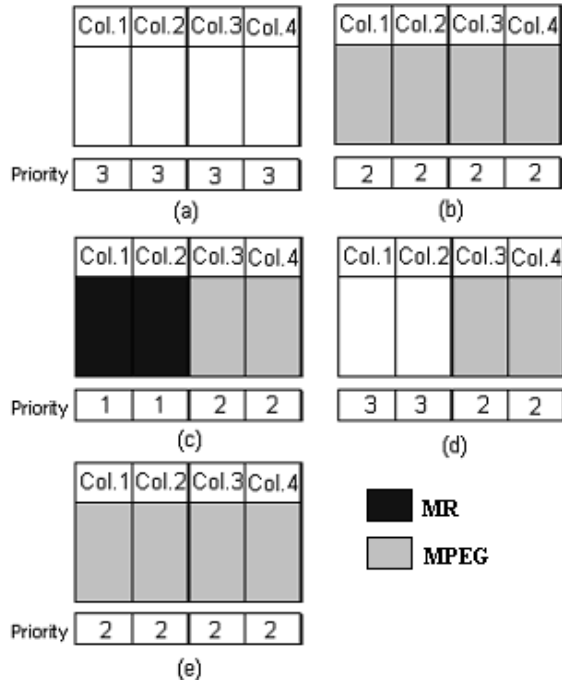 Col.1 Col.2 Col.3 Col.4
Priority 3 3 3 3
(a)
Col.1 Col.2 Col.3 Col.4
2 2 2 2
(b)
Col.1 Col.2 Col.3 Col.4
Priority 1 1 2 2
(c)
Col.1 Col.2 Col.3 Col.4
3 3 2 2
(d)
Col.1 Col.2 Col.3 Col.4
Priority 2 2 2 2
(e)
MR
MPEG